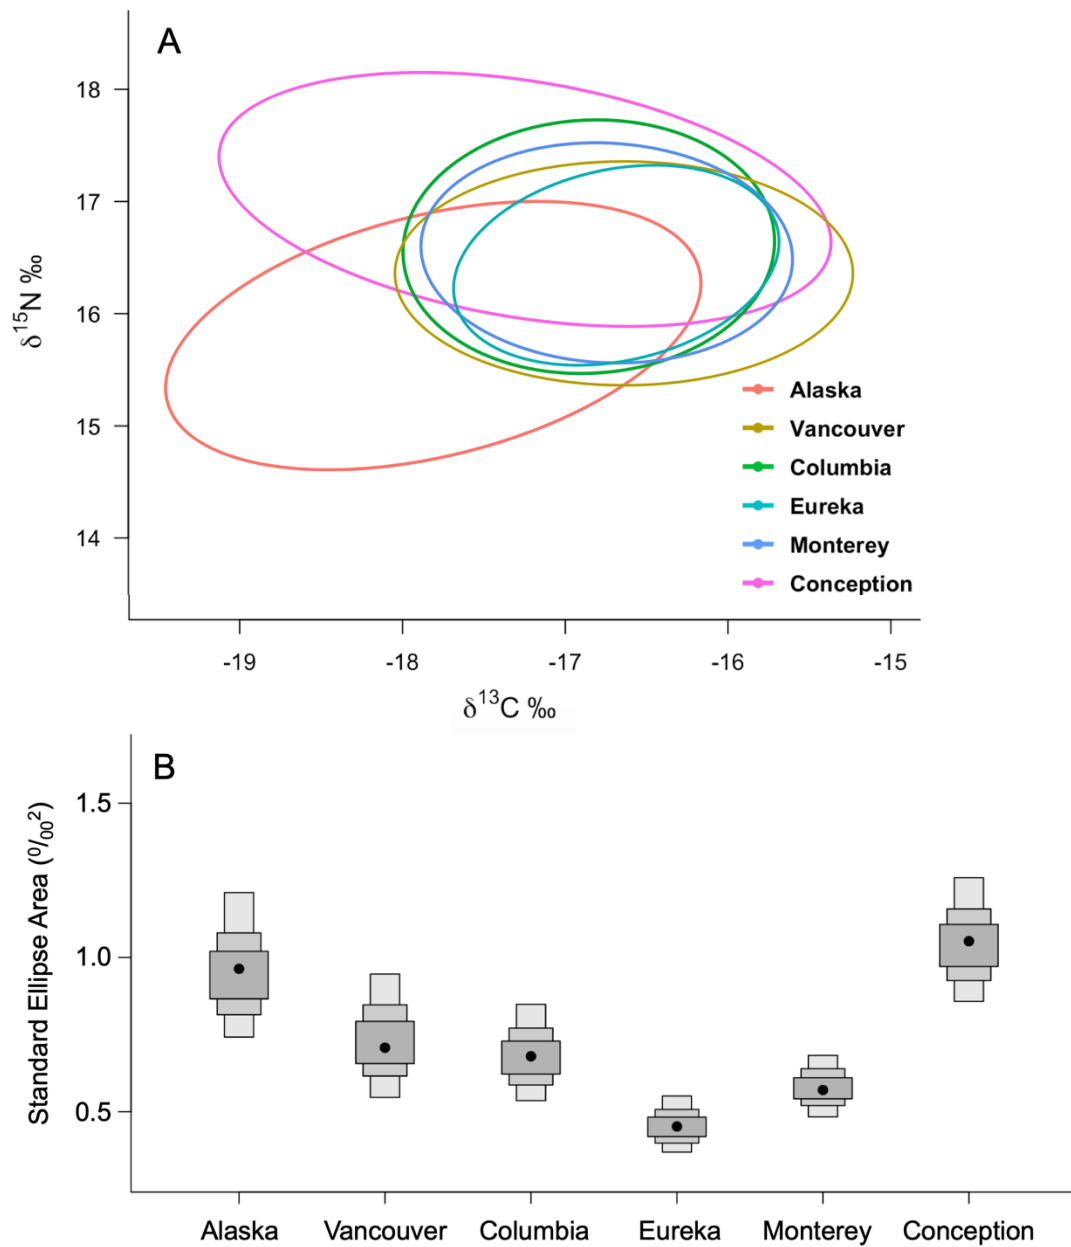 A
18
17
16
15
14
δ¹⁵N ‰
Alaska
Vancouver
Columbia
Eureka
Monterey
Conception
-19 -18 -17 -16 -15
δ¹³C ‰
B
1.5
1.0
0.5
Standard Ellipse Area (⁰/₀₀²)
Alaska Vancouver Columbia Eureka Monterey Conception